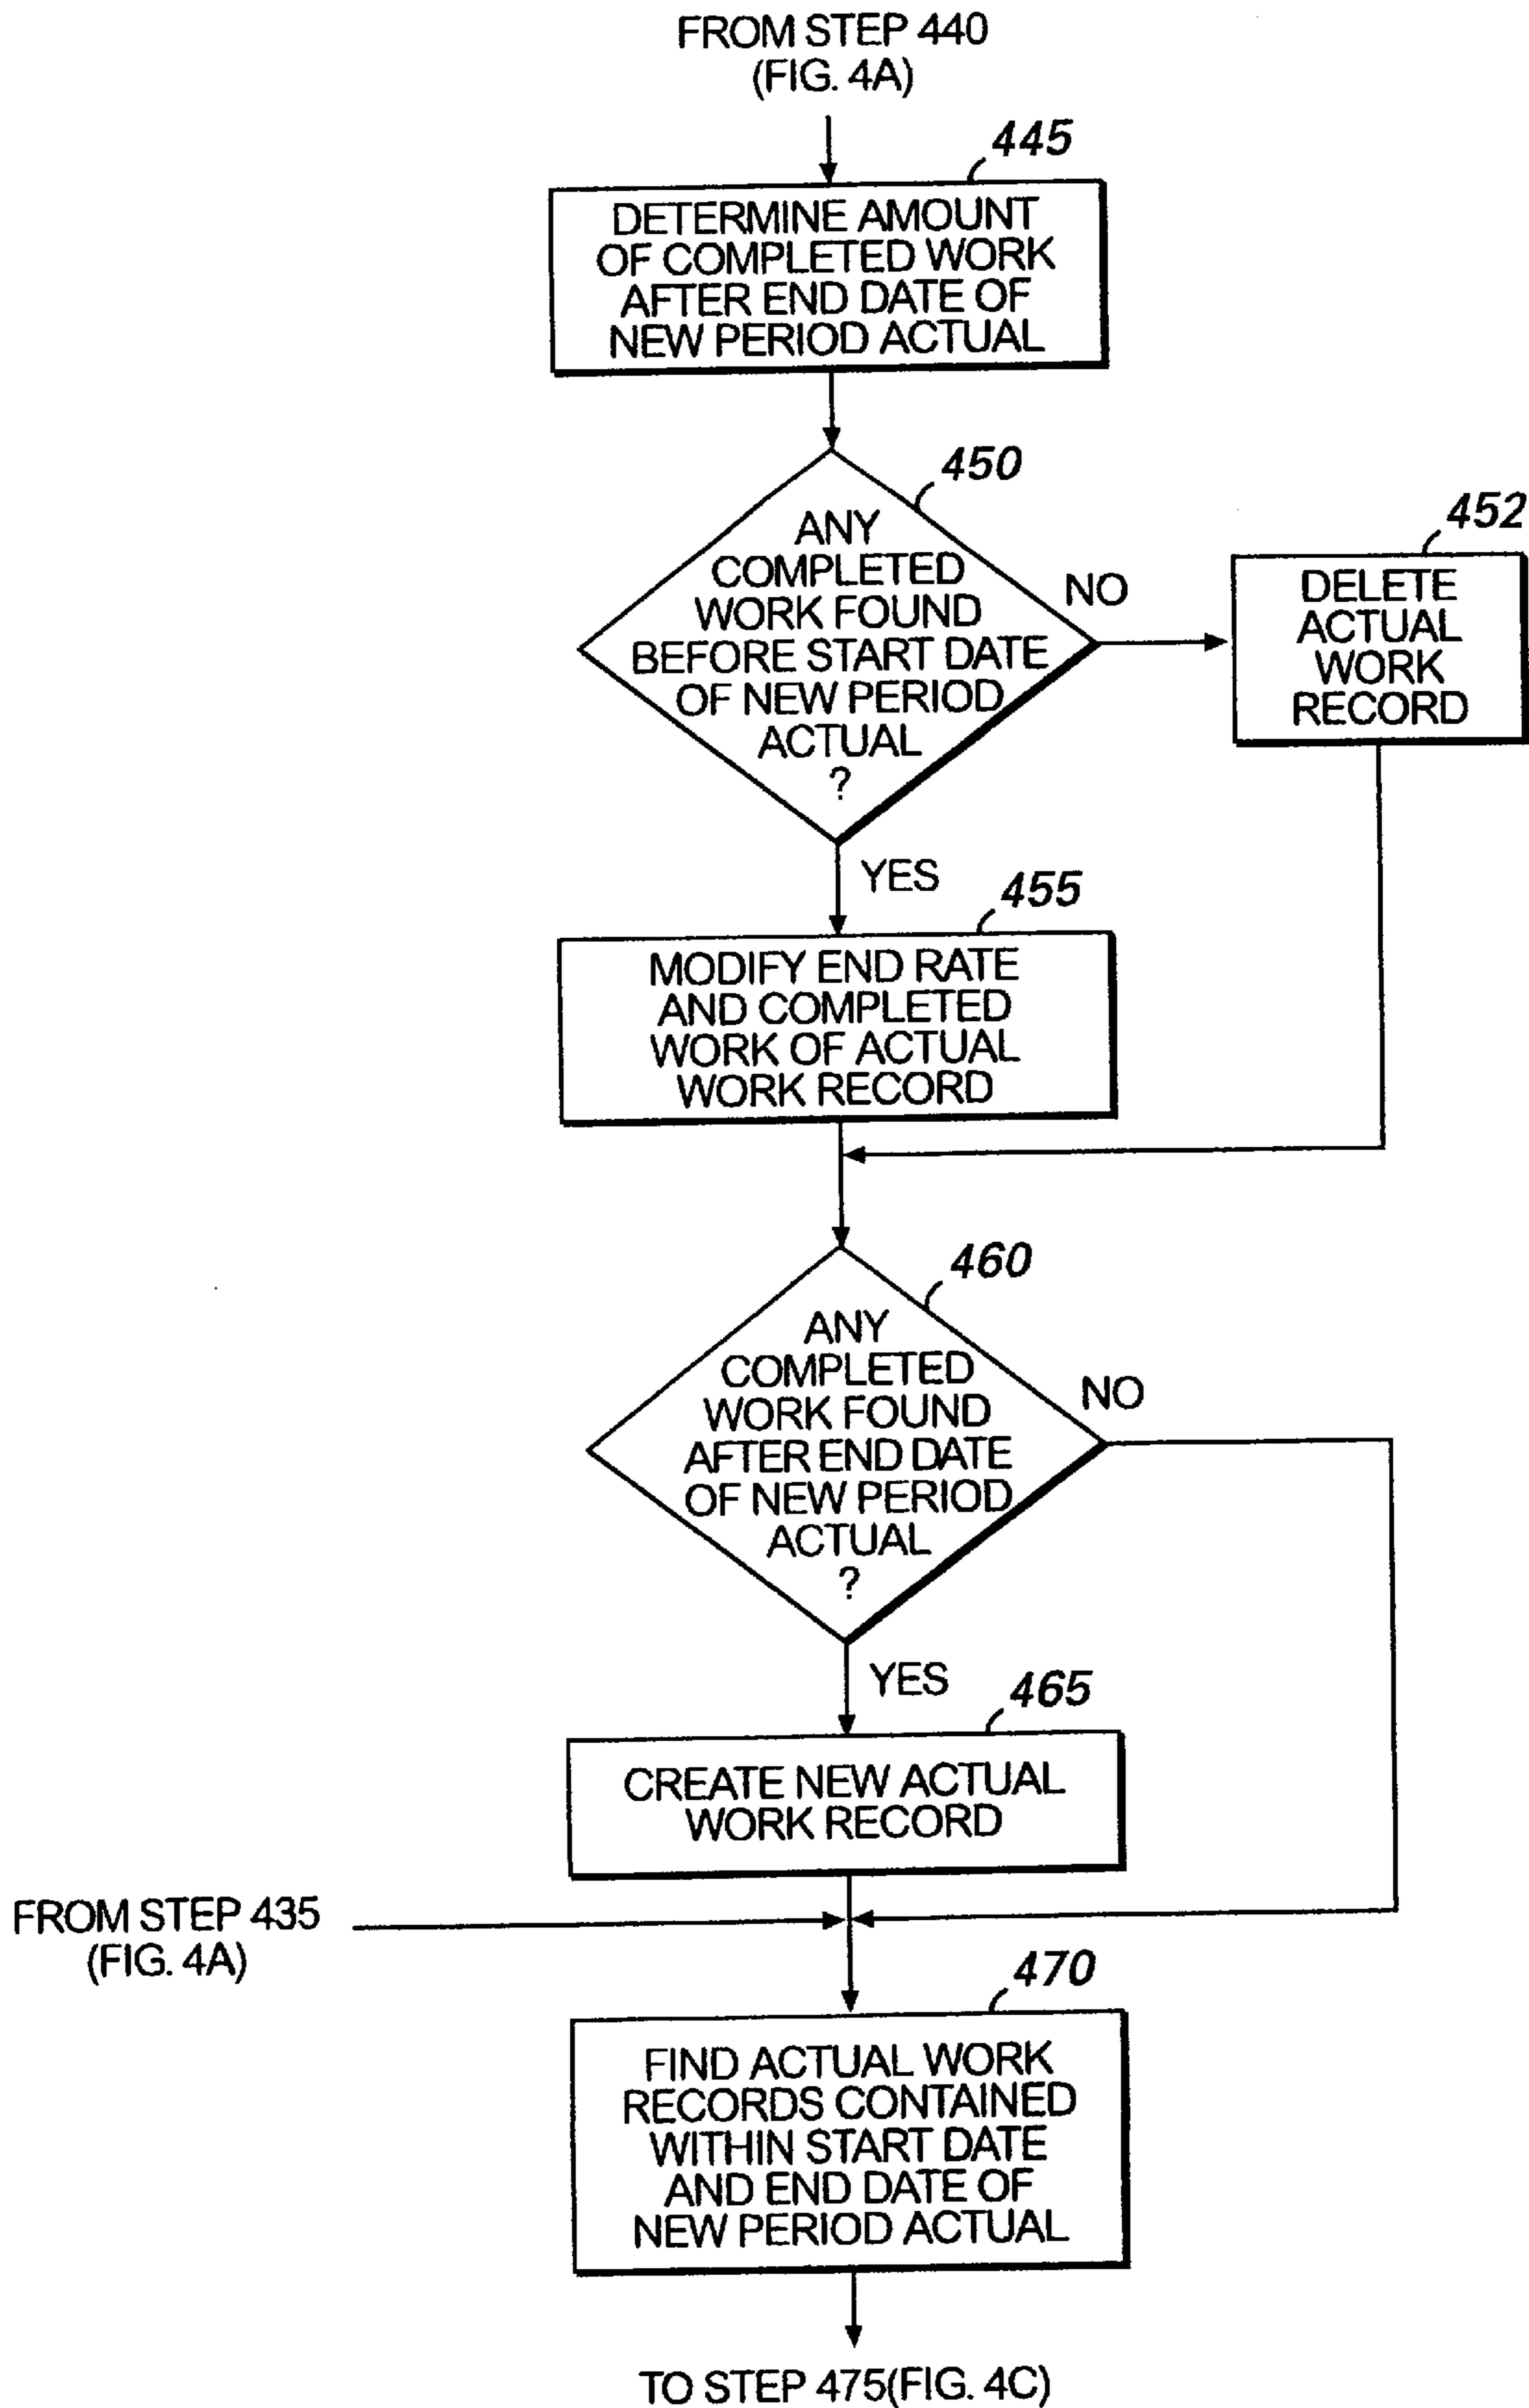 FROM STEP 440
(FIG. 4A)
445
DETERMINE AMOUNT
OF COMPLETED WORK
AFTER END DATE OF
NEW PERIOD ACTUAL
450
ANY
COMPLETED
WORK FOUND
BEFORE START DATE
OF NEW PERIOD
ACTUAL
?
NO
452
DELETE
ACTUAL
WORK
RECORD
YES
455
MODIFY END RATE
AND COMPLETED
WORK OF ACTUAL
WORK RECORD
460
ANY
COMPLETED
WORK FOUND
AFTER END DATE
OF NEW PERIOD
ACTUAL
?
NO
YES
465
CREATE NEW ACTUAL
WORK RECORD
FROM STEP 435
(FIG. 4A)
470
FIND ACTUAL WORK
RECORDS CONTAINED
WITHIN START DATE
AND END DATE OF
NEW PERIOD ACTUAL
TO STEP 475(FIG. 4C)